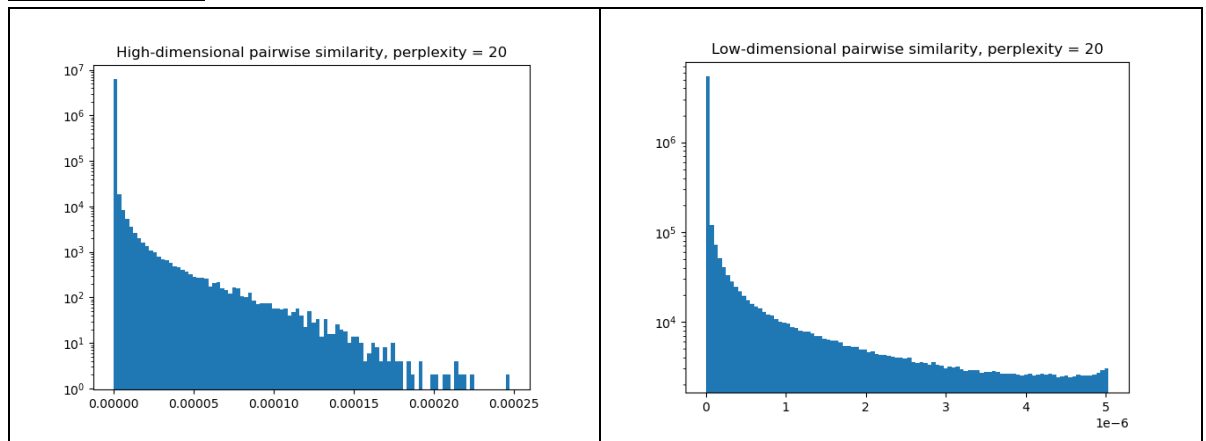 High-dimensional pairwise similarity, perplexity = 20
10⁷
10⁶
10⁵
10⁴
10³
10²
10¹
10⁰
0.00000 0.00005 0.00010 0.00015 0.00020 0.00025
Low-dimensional pairwise similarity, perplexity = 20
10⁶
10⁵
10⁴
0 1 2 3 4 5
1e−6